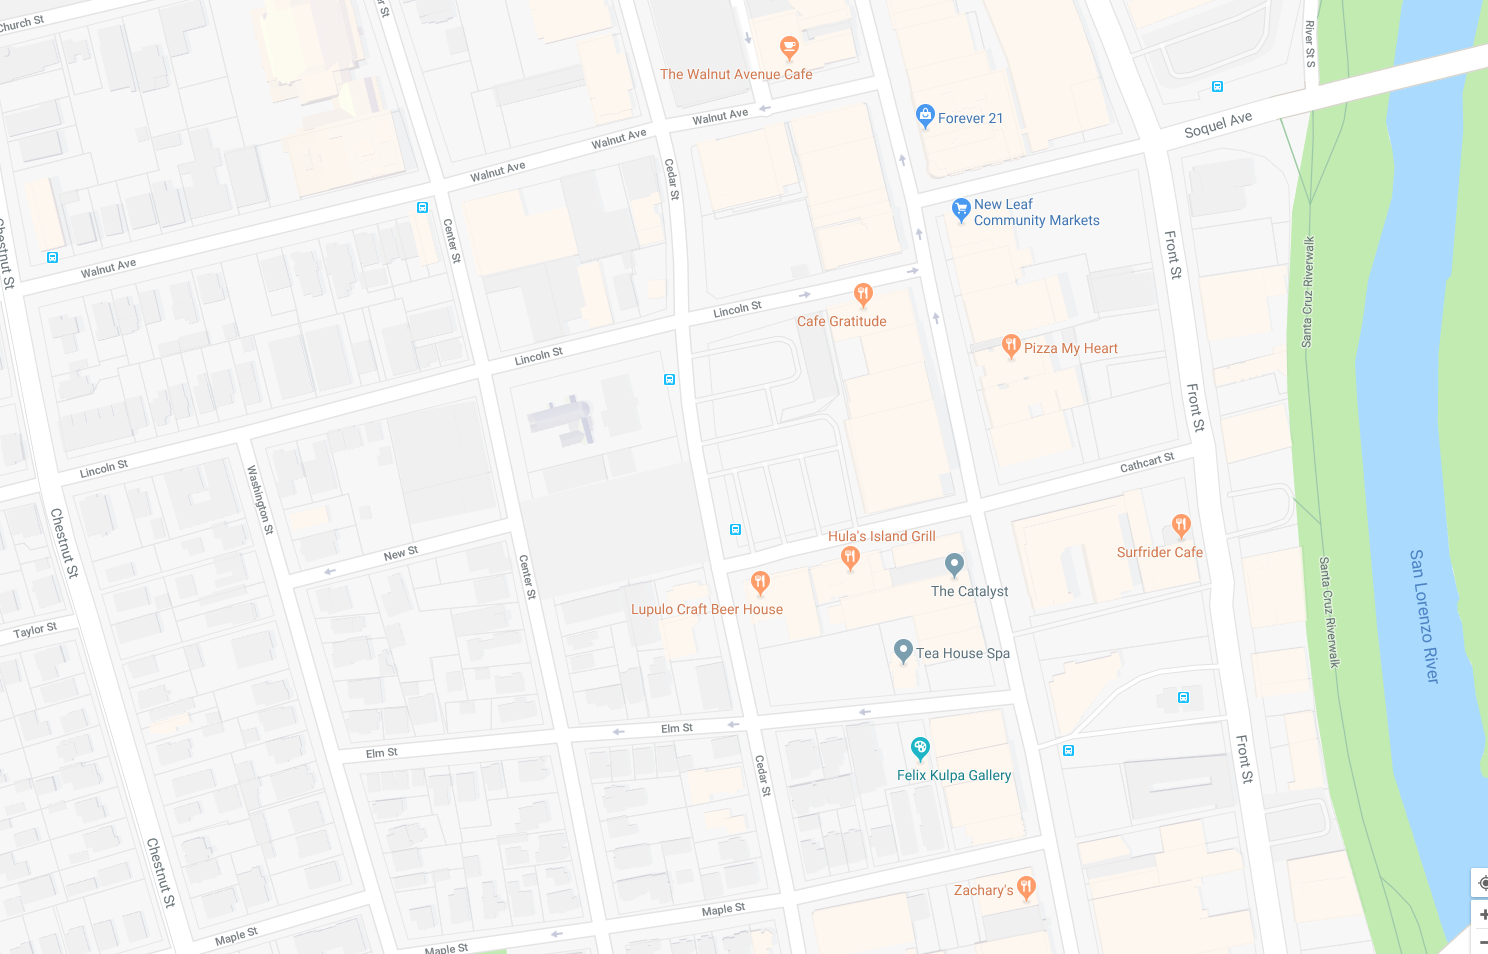 Church St
River St S
The Walnut Avenue Cafe
Walnut Ave
Forever 21
Soquel Ave
Walnut Ave
Walnut Ave
Cedar St
New Leaf
Community Markets
Chestnut St
Center St
Front St
Santa Cruz Riverwalk
Walnut Ave
Lincoln St
Cafe Gratitude
Pizza My Heart
Lincoln St
Front St
Lincoln St
Cathcart St
Washington St
Chestnut St
Hula's Island Grill
Surfrider Cafe
New St
Center St
The Catalyst
San Lorenzo River
Lupulo Craft Beer House
Santa Cruz Riverwalk
Taylor St
Tea House Spa
Elm St
Elm St
Cedar St
Front St
Felix Kulpa Gallery
Chestnut St
Zachary's
Maple St
Maple St
Maple St